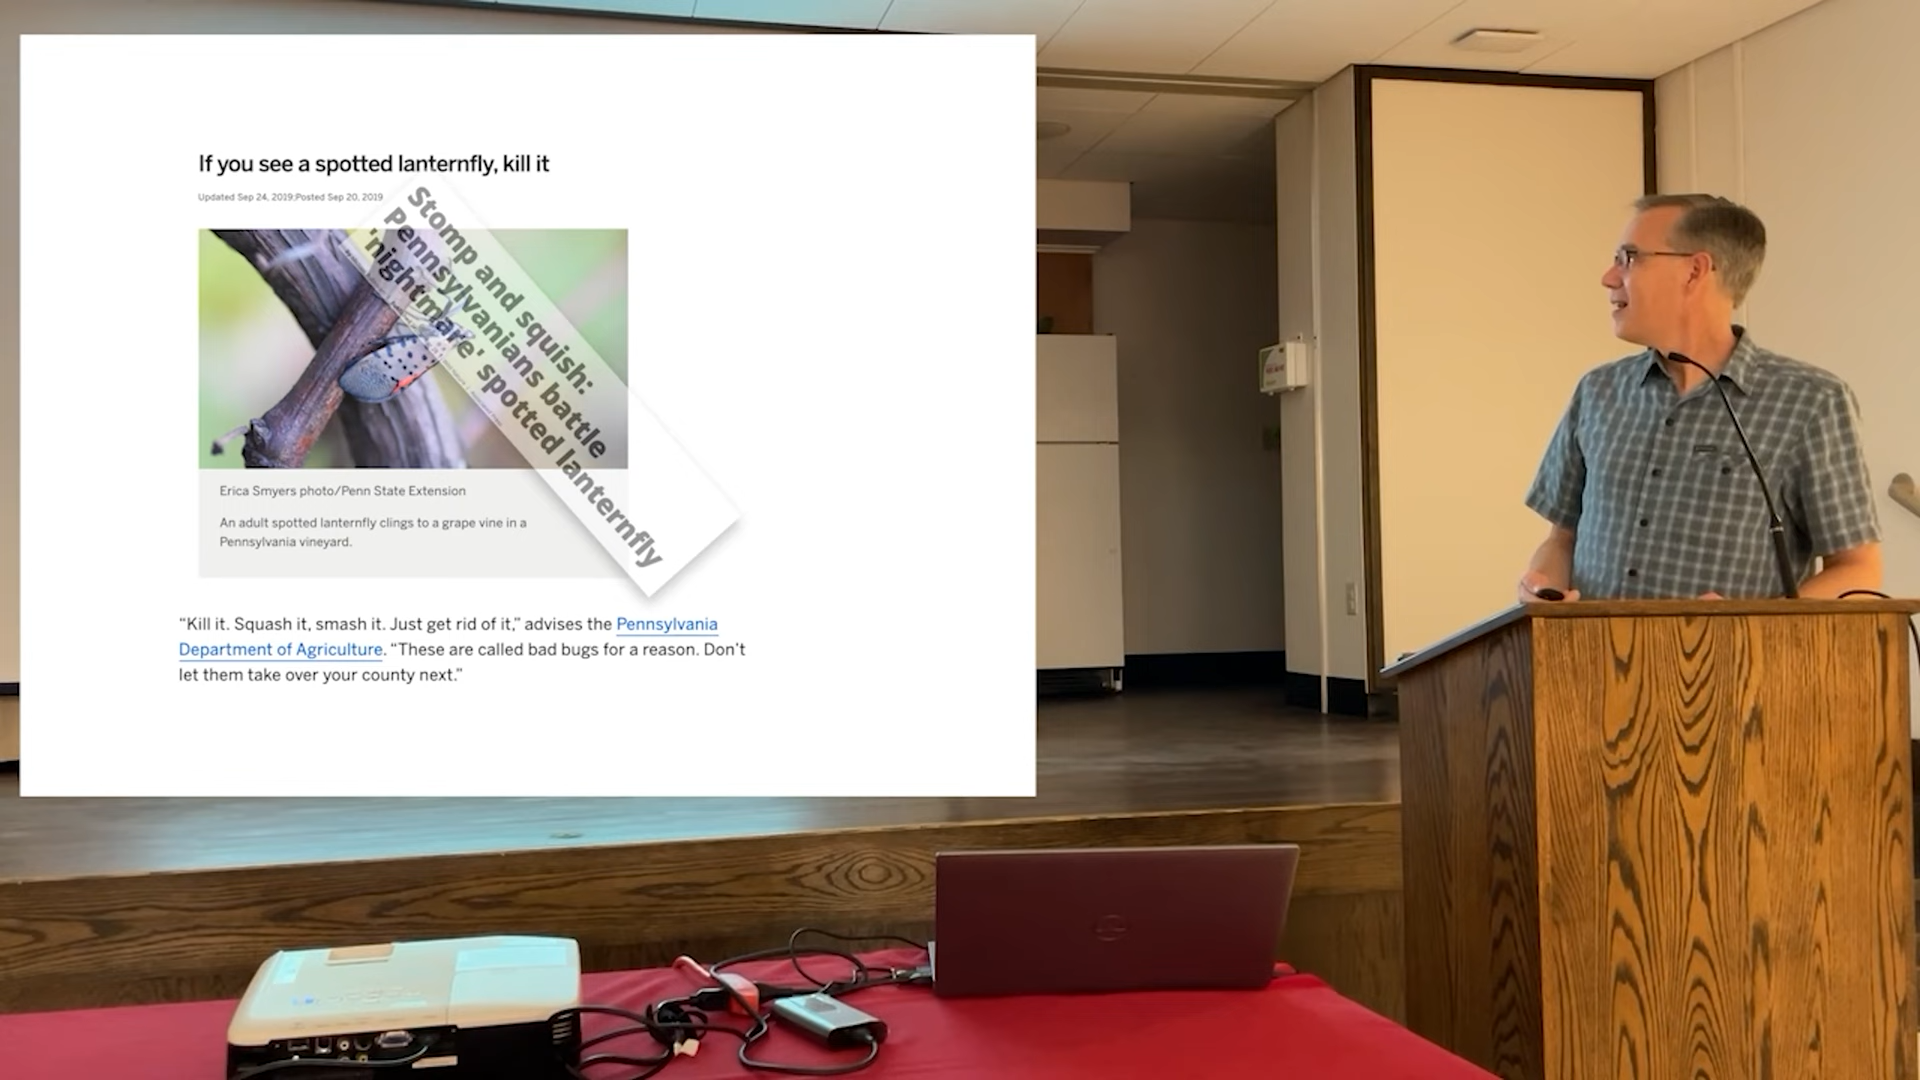 If you see a spotted lanternfly, kill it
Updated Sep 24, 2019;Posted Sep 20, 2019
Stomp and squish:
Pennsylvanians battle
'nightmare' spotted lanternfly
Erica Smyers photo/Penn State Extension
An adult spotted lanternfly clings to a grape vine in a
Pennsylvania vineyard.
“Kill it. Squash it, smash it. Just get rid of it,” advises the Pennsylvania
Department of Agriculture. “These are called bad bugs for a reason. Don’t
let them take over your county next.”